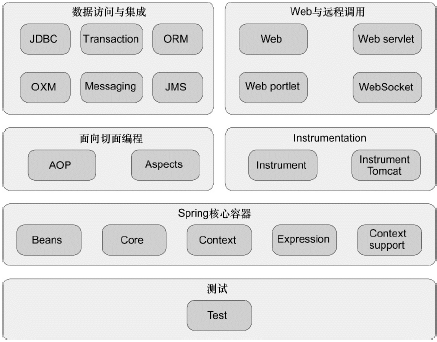 数据访问与集成
JDBC
Transaction
ORM
OXM
Messaging
JMS
Web与远程调用
Web
Web servlet
Web portlet
WebSocket
面向切面编程
AOP
Aspects
Instrumentation
Instrument
Instrument
Tomcat
Spring核心容器
Beans
Core
Context
Expression
Context
support
测试
Test